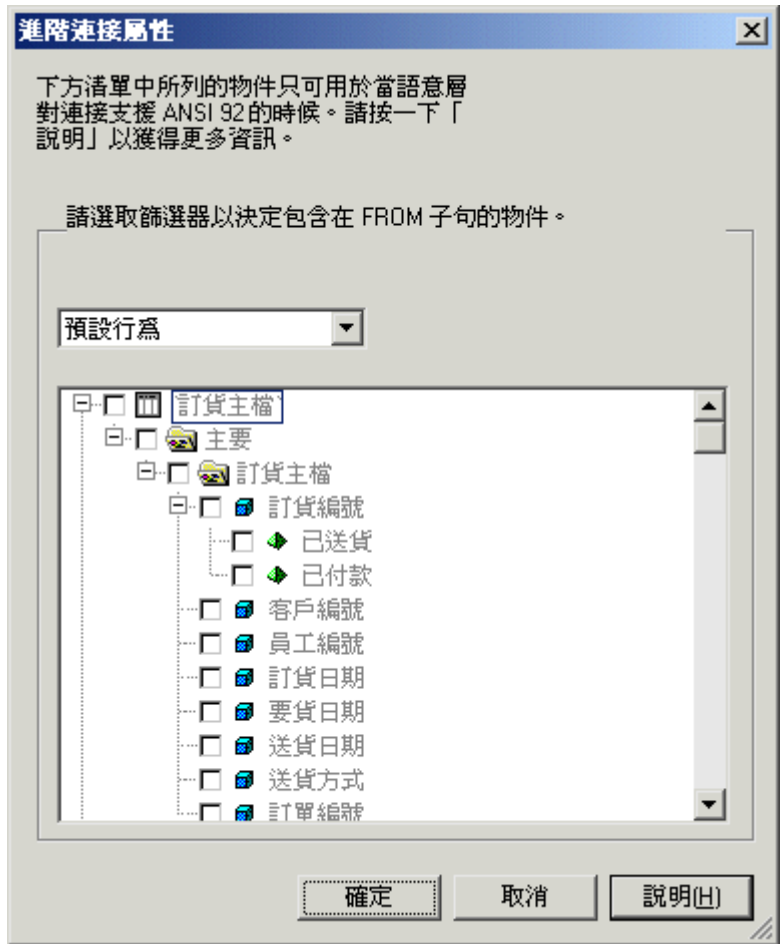 進階連接屬性
下方清單中所列的物件只可用於當語意層
對連接支援 ANSI 92 的時候。請按一下「
說明」以獲得更多資訊。
請選取篩選器以決定包含在 FROM 子句的物件。
預設行為
訂貨主檔
主要
訂貨主檔
訂貨編號
已送貨
已付款
客戶編號
員工編號
訂貨日期
要貨日期
送貨日期
送貨方式
訂單編號
確定
取消
說明(H)